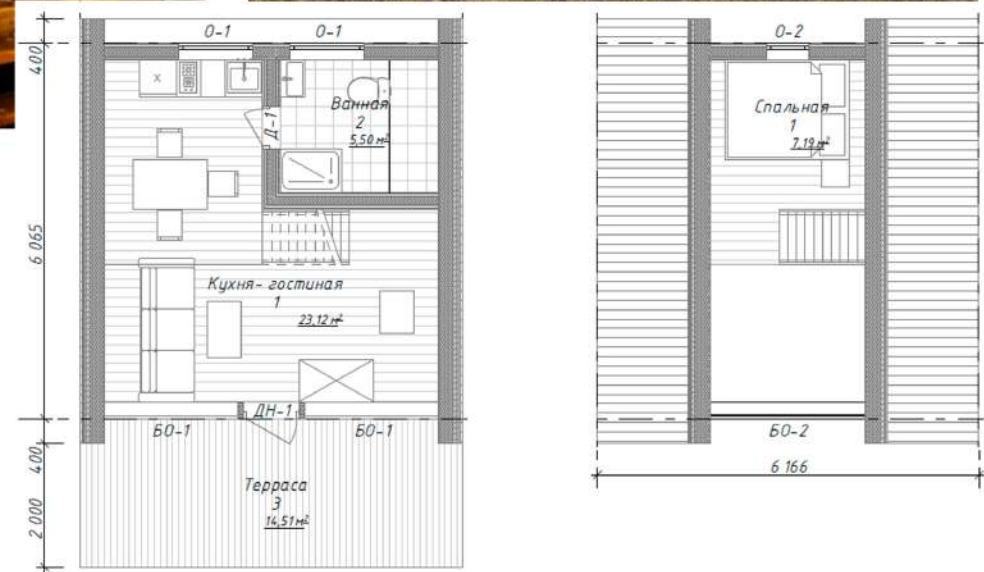 О-1
О-1
О-2
400
Х
Ванная
2
5,50 м²
Д-1
Спальная
1
7,19 м²
6 065
Кухня- гостиная
1
23,12 м²
ДН-1
БО-1
БО-1
БО-2
400
6 166
Терраса
3
14,51 м²
2 000